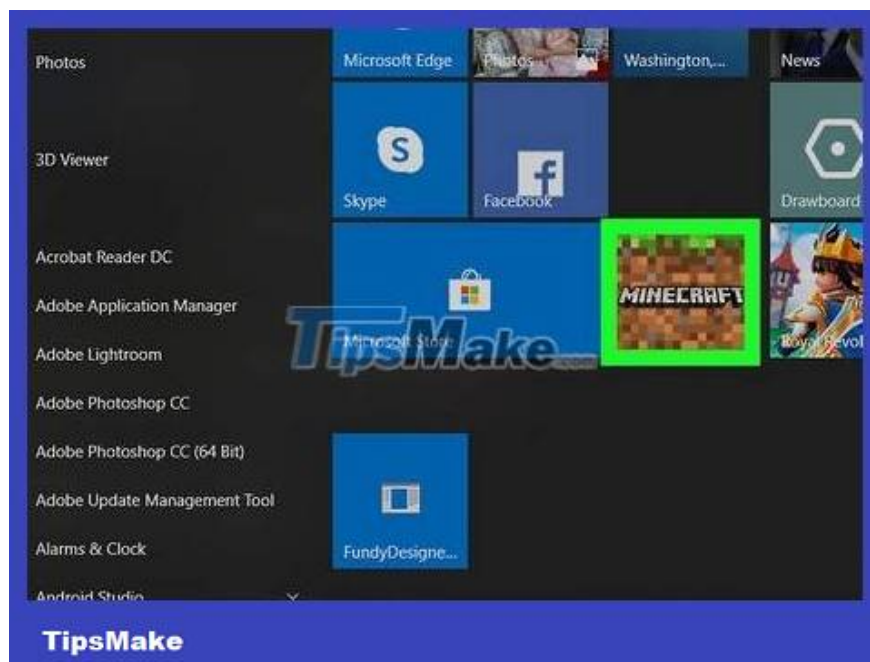 Photos
3D Viewer
Acrobat Reader DC
Adobe Application Manager
Adobe Lightroom
Adobe Photoshop CC
Adobe Photoshop CC (64 Bit)
Adobe Update Management Tool
Alarms & Clock
Android Studio
Microsoft Edge
Photos
Washington,...
News
Skype
Facebook
Drawboard
Microsoft Store
MINECRAFT
Royal Revol
FundyDesigne...
TipsMake
TipsMake